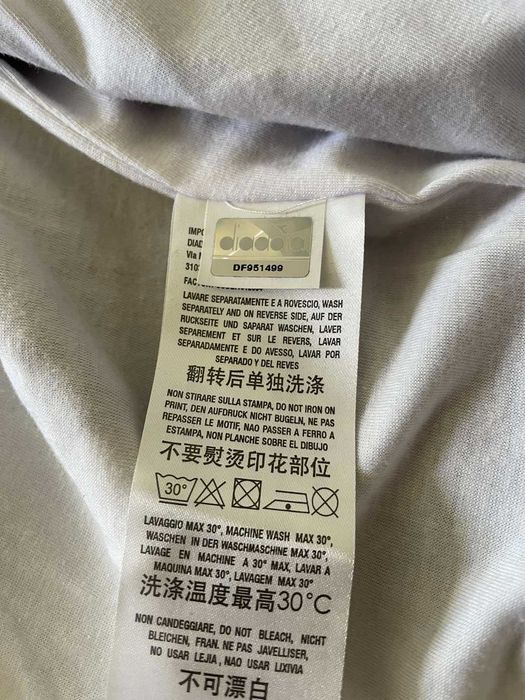 diadora
DF951499
IMPO
DIAD
Via
310
LAVARE SEPARATAMENTE E A ROVESCIO, WASH
SEPARATELY AND ON REVERSE SIDE, AUF DER
RUCKSEITE UND SAPARAT WASCHEN, LAVER
SEPAREMENT ET SUR LE REVERS, LAVAR
SEPARADAMENTE E DO AVESSO, LAVAR POR
SEPARADO Y DEL REVES
翻转后单独洗涤
NON STIRARE SULLA STAMPA, DO NOT IRON ON
PRINT, DEN AUFDRUCK NICHT BUGELN, NE PAS
REPASSER LE MOTIF, NAO PASSER A FERRO A
ESTAMPA, NON PLANCHE SOBRE EL DIBUJO
不要熨烫印花部位
30°
LAVAGGIO MAX 30°, MACHINE WASH MAX 30°,
WASCHEN IN DER WASCHMASCHINE MAX 30°,
LAVAGE EN MACHINE A 30° MAX, LAVAR A
MAQUINA MAX 30°, LAVAGEM MAX 30°
洗涤温度最高30°C
NON CANDEGGIARE, DO NOT BLEACH, NICHT
BLEICHEN, FRAN. NE PAS JAVELLISER,
NO USAR LEJIA, NAO USAR LIXIVIA
不可漂白